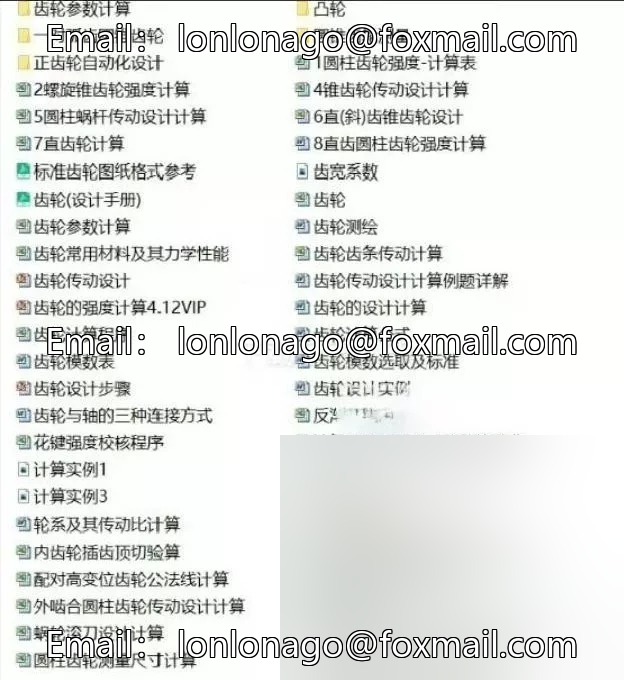 齿轮参数计算 凸轮
Email： lonlonago@foxmail.com
正齿轮自动化设计 1圆柱齿轮强度-计算表
2螺旋锥齿轮强度计算 4锥齿轮传动设计计算
5圆柱蜗杆传动设计计算 6直(斜)齿锥齿轮设计
7直齿轮计算 8直齿圆柱齿轮强度计算
标准齿轮图纸格式参考 齿宽系数
齿轮(设计手册) 齿轮
齿轮参数计算 齿轮测绘
齿轮常用材料及其力学性能 齿轮齿条传动计算
齿轮传动设计 齿轮传动设计计算例题详解
齿轮的强度计算4.12VIP 齿轮的设计计算
Email： lonlonago@foxmail.com
齿轮模数表 齿轮模数选取及标准
齿轮设计步骤 齿轮设计实例
齿轮与轴的三种连接方式
花键强度校核程序
计算实例1
计算实例3
轮系及其传动比计算
内齿轮插齿顶切验算
配对高变位齿轮公法线计算
外啮合圆柱齿轮传动设计计算
蜗轮滚刀设计计算
Email： lonlonago@foxmail.com
圆柱齿轮测量尺寸计算